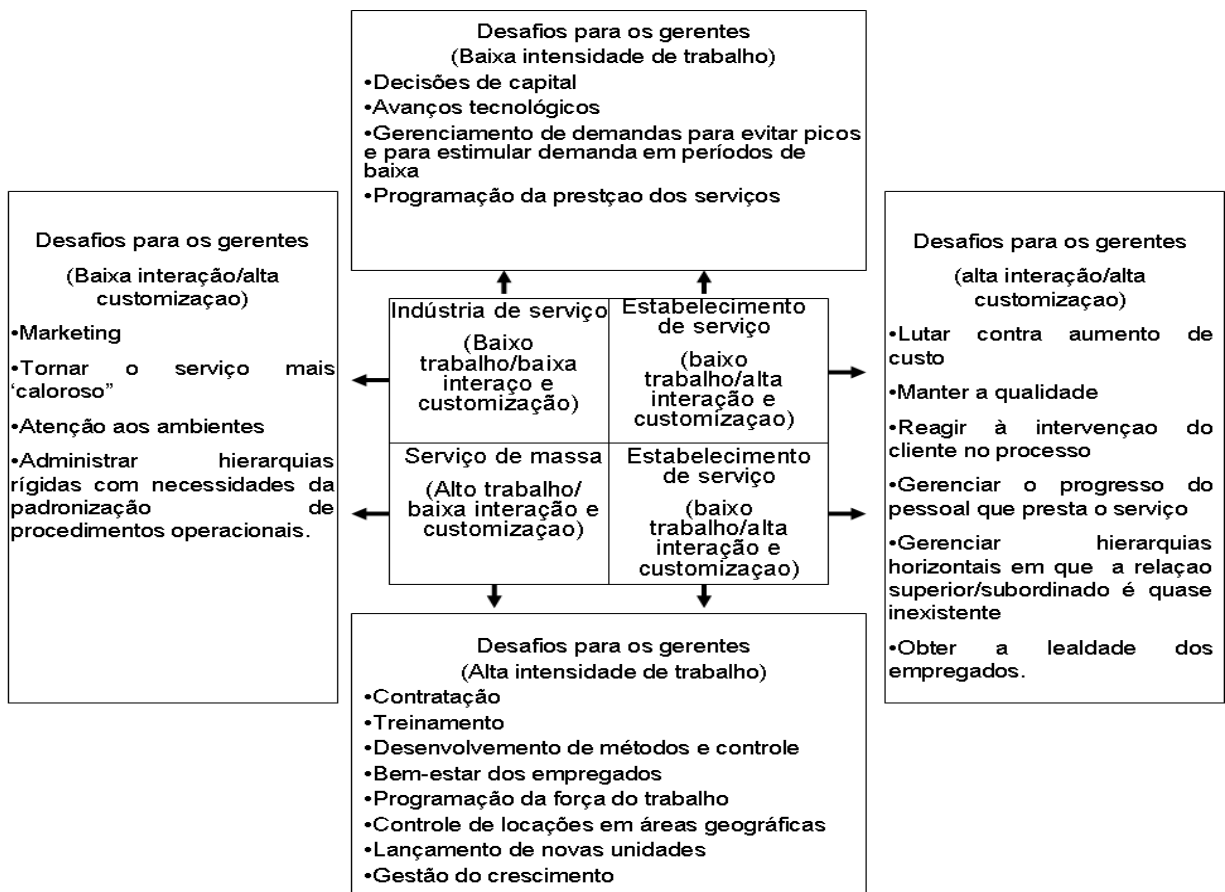 Desafios para os gerentes
(Baixa intensidade de trabalho)
•Decisões de capital
•Avanços tecnológicos
•Gerenciamento de demandas para evitar picos
e para estimular demanda em períodos de
baixa
•Programação da prestçao dos serviços
Desafios para os gerentes
(Baixa interação/alta
customizaçao)
•Marketing
•Tornar o serviço mais
‘caloroso”
•Atenção aos ambientes
•Administrar hierarquias
rígidas com necessidades da
padronização de
procedimentos operacionais.
Indústria de serviço
(Baixo
trabalho/baixa
interaço e
customização)
Estabelecimento
de serviço
(baixo
trabalho/alta
interação e
customizaçao)
Serviço de massa
(Alto trabalho/
baixa interação e
customizaçao)
Estabelecimento
de serviço
(baixo
trabalho/alta
interação e
customizaçao)
Desafios para os gerentes
(alta interação/alta
customizaçao)
•Lutar contra aumento de
custo
•Manter a qualidade
•Reagir à intervençao do
cliente no processo
•Gerenciar o progresso do
pessoal que presta o serviço
•Gerenciar hierarquias
horizontais em que a relaçao
superior/subordinado é quase
inexistente
•Obter a lealdade dos
empregados.
Desafios para os gerentes
(Alta intensidade de trabalho)
•Contratação
•Treinamento
•Desenvolvimento de métodos e controle
•Bem-estar dos empregados
•Programação da força do trabalho
•Controle de locações em áreas geográficas
•Lançamento de novas unidades
•Gestão do crescimento